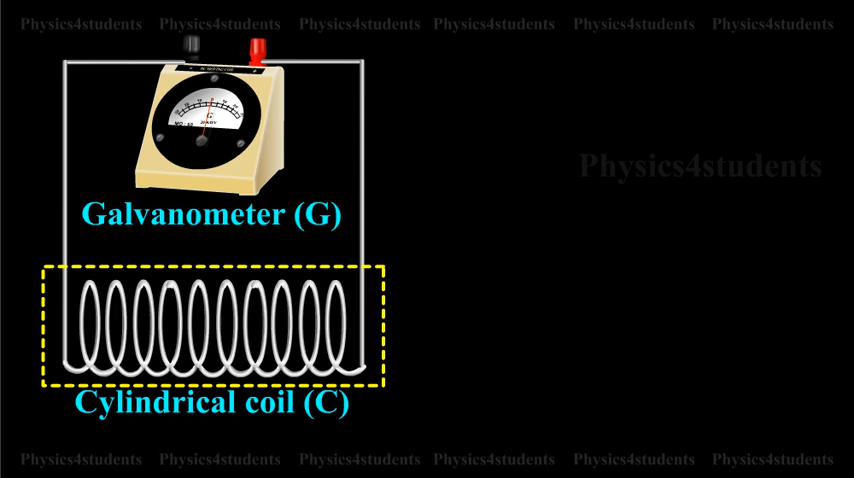 Physics4students Physics4students Physics4students Physics4students Physics4students Physics4students
G
Physics4students
Galvanometer (G)
Cylindrical coil (C)
Physics4students Physics4students Physics4students Physics4students Physics4students Physics4students